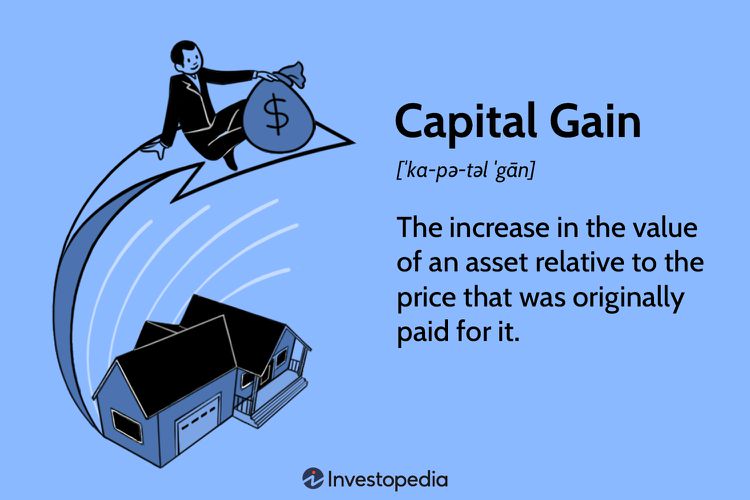 $
Capital Gain
[ˈka-pə-təl ˈgān]
The increase in the value
of an asset relative to the
price that was originally
paid for it.
Investopedia